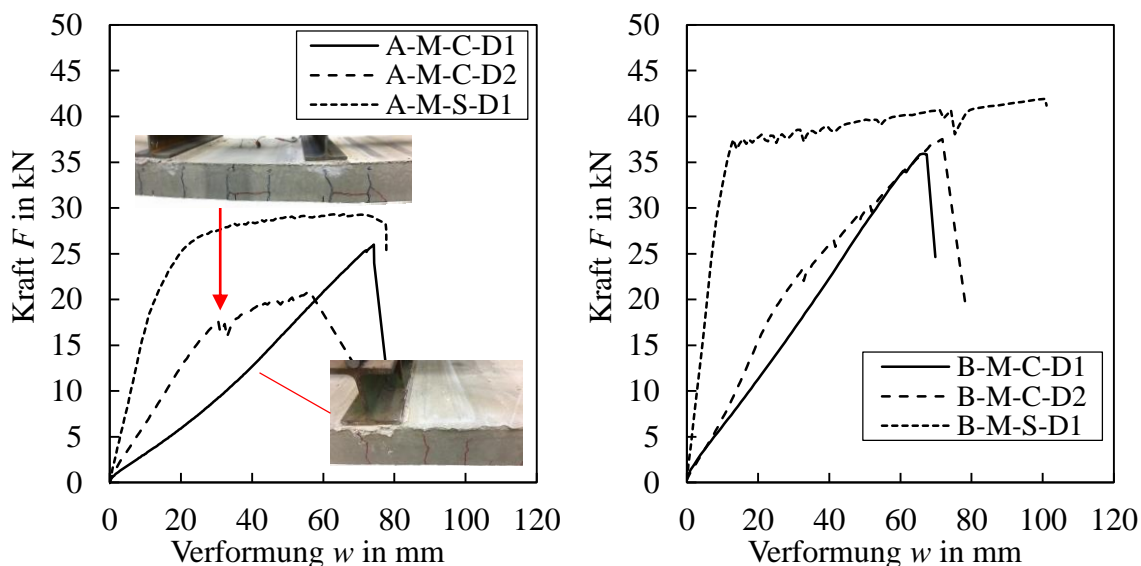 50
45
40
35
30
25
20
15
10
5
0
Kraft F in kN
A-M-C-D1
A-M-C-D2
A-M-S-D1
0 20 40 60 80 100 120
Verformung w in mm
50
45
40
35
30
25
20
15
10
5
0
Kraft F in kN
B-M-C-D1
B-M-C-D2
B-M-S-D1
0 20 40 60 80 100 120
Verformung w in mm